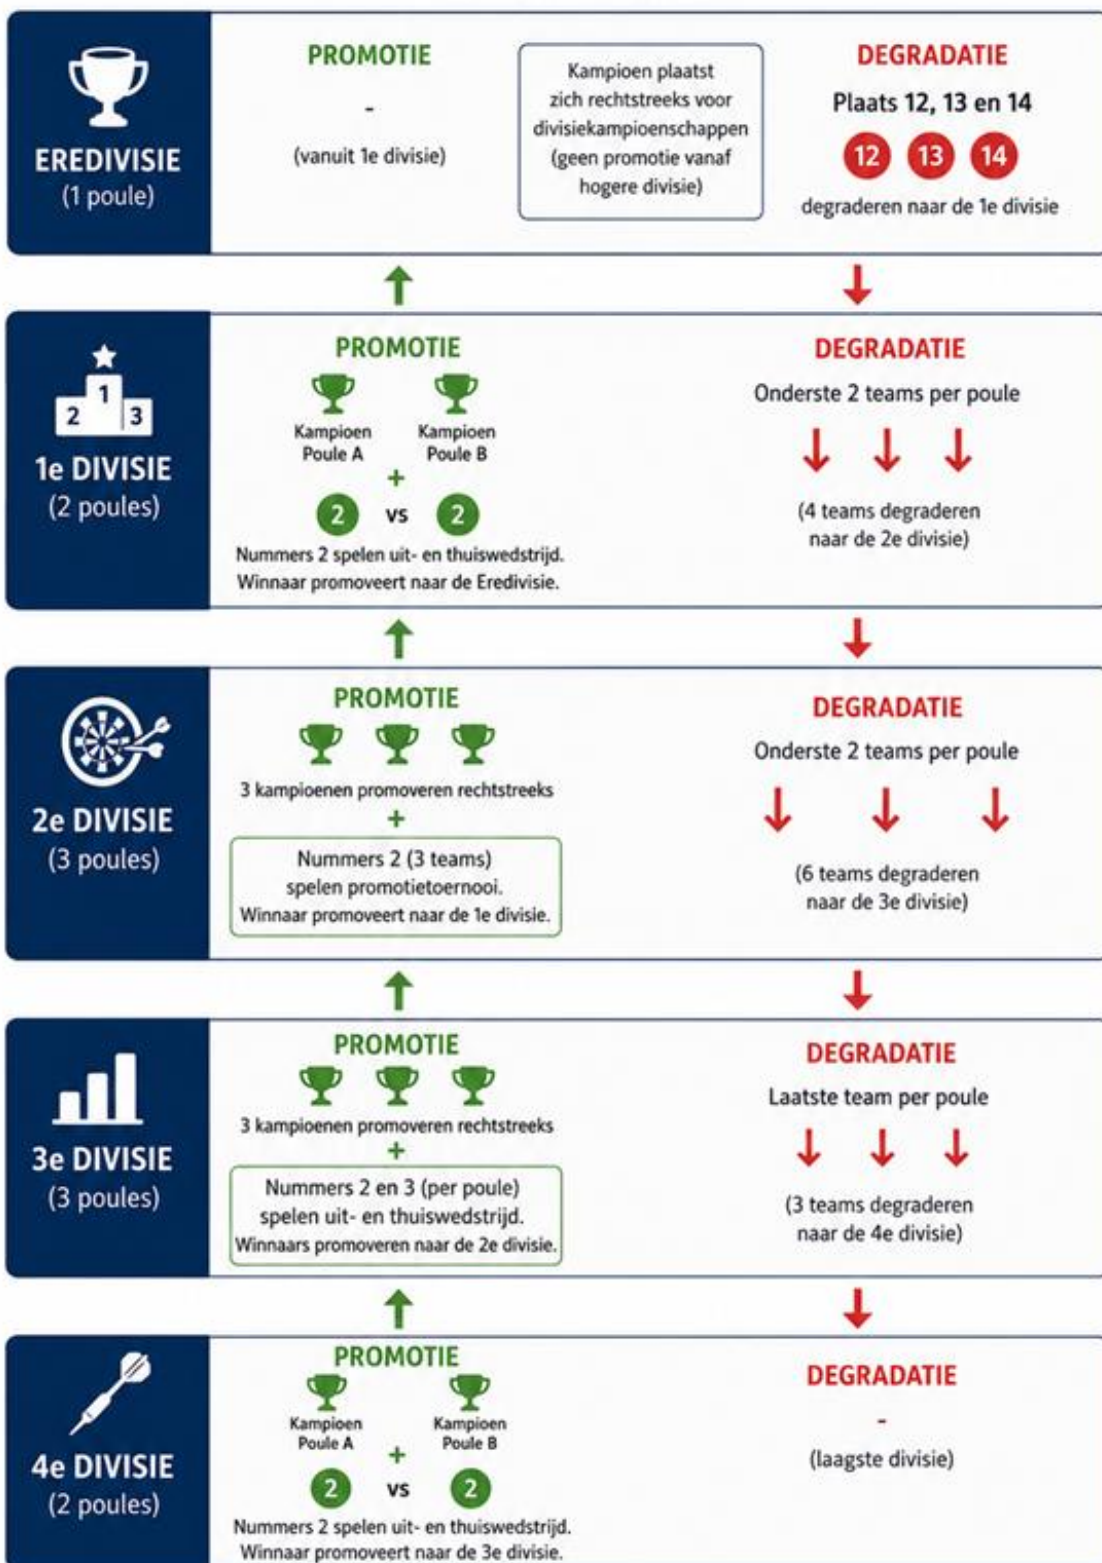 EREDIVISIE
(1 poule)
PROMOTIE
-
(vanuit 1e divisie)
Kampioen plaatst
zich rechtstreeks voor
divisiekampioenschappen
(geen promotie vanaf
hogere divisie)
DEGRADATIE
Plaats 12, 13 en 14
12 13 14
degraderen naar de 1e divisie
2 1 3
1e DIVISIE
(2 poules)
PROMOTIE
Kampioen Kampioen
Poule A Poule B
+
2 vs 2
Nummers 2 spelen uit- en thuiswedstrijd.
Winnaar promoveert naar de Eredivisie.
DEGRADATIE
Onderste 2 teams per poule
(4 teams degraderen
naar de 2e divisie)
2e DIVISIE
(3 poules)
PROMOTIE
3 kampioenen promoveren rechtstreeks
+
Nummers 2 (3 teams)
spelen promotietoernooi.
Winnaar promoveert naar de 1e divisie.
DEGRADATIE
Onderste 2 teams per poule
(6 teams degraderen
naar de 3e divisie)
3e DIVISIE
(3 poules)
PROMOTIE
3 kampioenen promoveren rechtstreeks
+
Nummers 2 en 3 (per poule)
spelen uit- en thuiswedstrijd.
Winnaars promoveren naar de 2e divisie.
DEGRADATIE
Laatste team per poule
(3 teams degraderen
naar de 4e divisie)
4e DIVISIE
(2 poules)
PROMOTIE
Kampioen Kampioen
Poule A Poule B
+
2 vs 2
Nummers 2 spelen uit- en thuiswedstrijd.
Winnaar promoveert naar de 3e divisie.
DEGRADATIE
-
(laagste divisie)